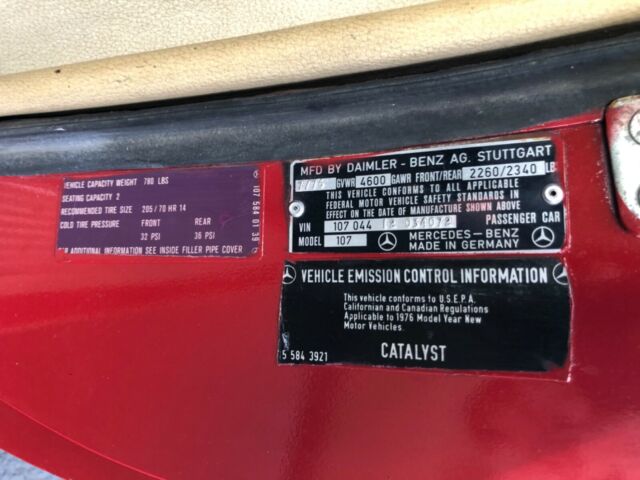 VEHICLE CAPACITY WEIGHT 780 LBS
SEATING CAPACITY 2
RECOMMENDED TIRE SIZE 205/70 HR 14
COLD TIRE PRESSURE FRONT REAR
32 PSI 36 PSI
FOR ADDITIONAL INFORMATION SEE INSIDE FILLER PIPE COVER
107 584 01 39
MFD BY DAIMLER-BENZ AG. STUTTGART
GVWR 4600 GAWR FRONT/REAR 2260/2340 LB
THIS VEHICLE CONFORMS TO ALL APPLICABLE
FEDERAL MOTOR VEHICLE SAFETY STANDARDS IN
EFFECT ON THE DATE OF MANUFACTURE SHOWN ABOVE
PASSENGER CAR
VIN 107 044 12
MODEL 107 MERCEDES-BENZ
MADE IN GERMANY
VEHICLE EMISSION CONTROL INFORMATION
This vehicle conforms to U.S.E.P.A.
Californian and Canadian Regulations
Applicable to 1976 Model Year New
Motor Vehicles.
5 584 3921 CATALYST